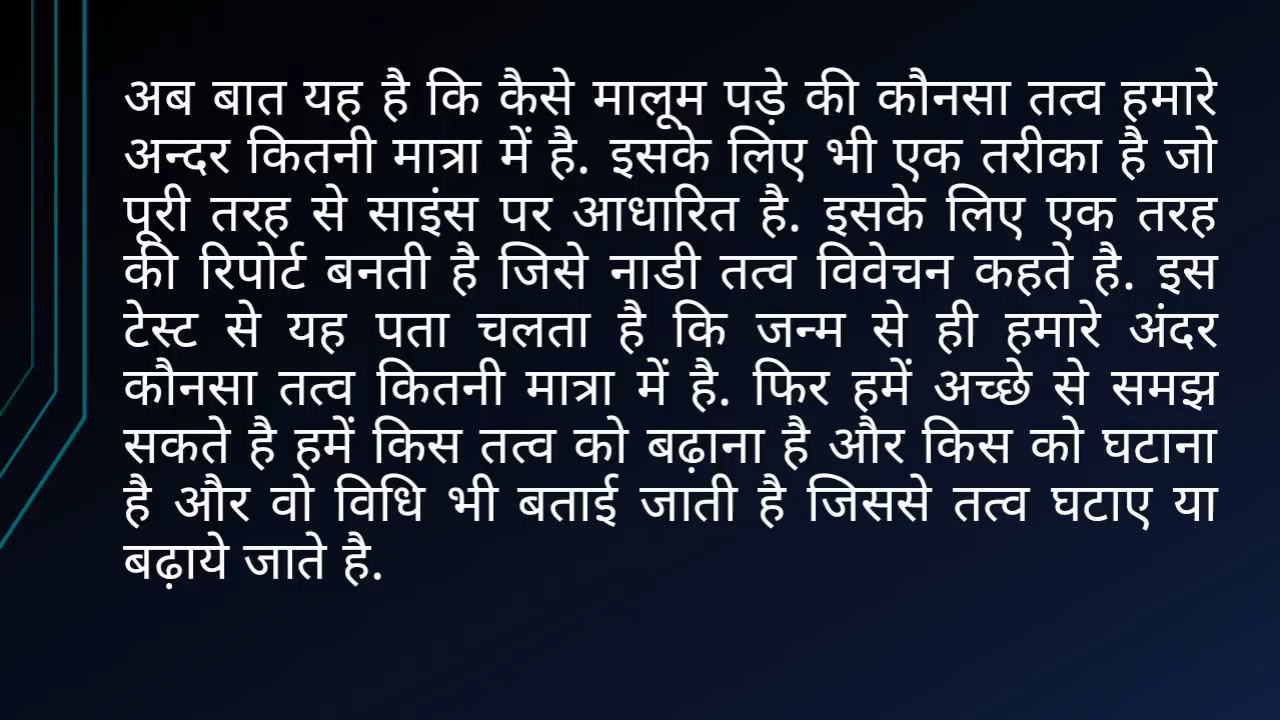 अब बात यह है कि कैसे मालूम पड़े की कौनसा तत्व हमारे
अन्दर कितनी मात्रा में है. इसके लिए भी एक तरीका है जो
पूरी तरह से साइंस पर आधारित है. इसके लिए एक तरह
की रिपोर्ट बनती है जिसे नाडी तत्व विवेचन कहते है. इस
टेस्ट से यह पता चलता है कि जन्म से ही हमारे अंदर
कौनसा तत्व कितनी मात्रा में है. फिर हमें अच्छे से समझ
सकते है हमें किस तत्व को बढ़ाना है और किस को घटाना
है और वो विधि भी बताई जाती है जिससे तत्व घटाए या
बढ़ाये जाते है.